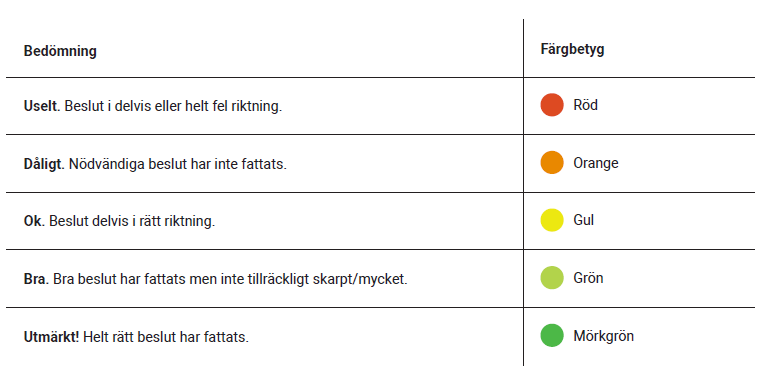 Bedömning Färgbetyg
Uselt. Beslut i delvis eller helt fel riktning. Röd
Dåligt. Nödvändiga beslut har inte fattats. Orange
Ok. Beslut delvis i rätt riktning. Gul
Bra. Bra beslut har fattats men inte tillräckligt skarpt/mycket. Grön
Utmärkt! Helt rätt beslut har fattats. Mörkgrön